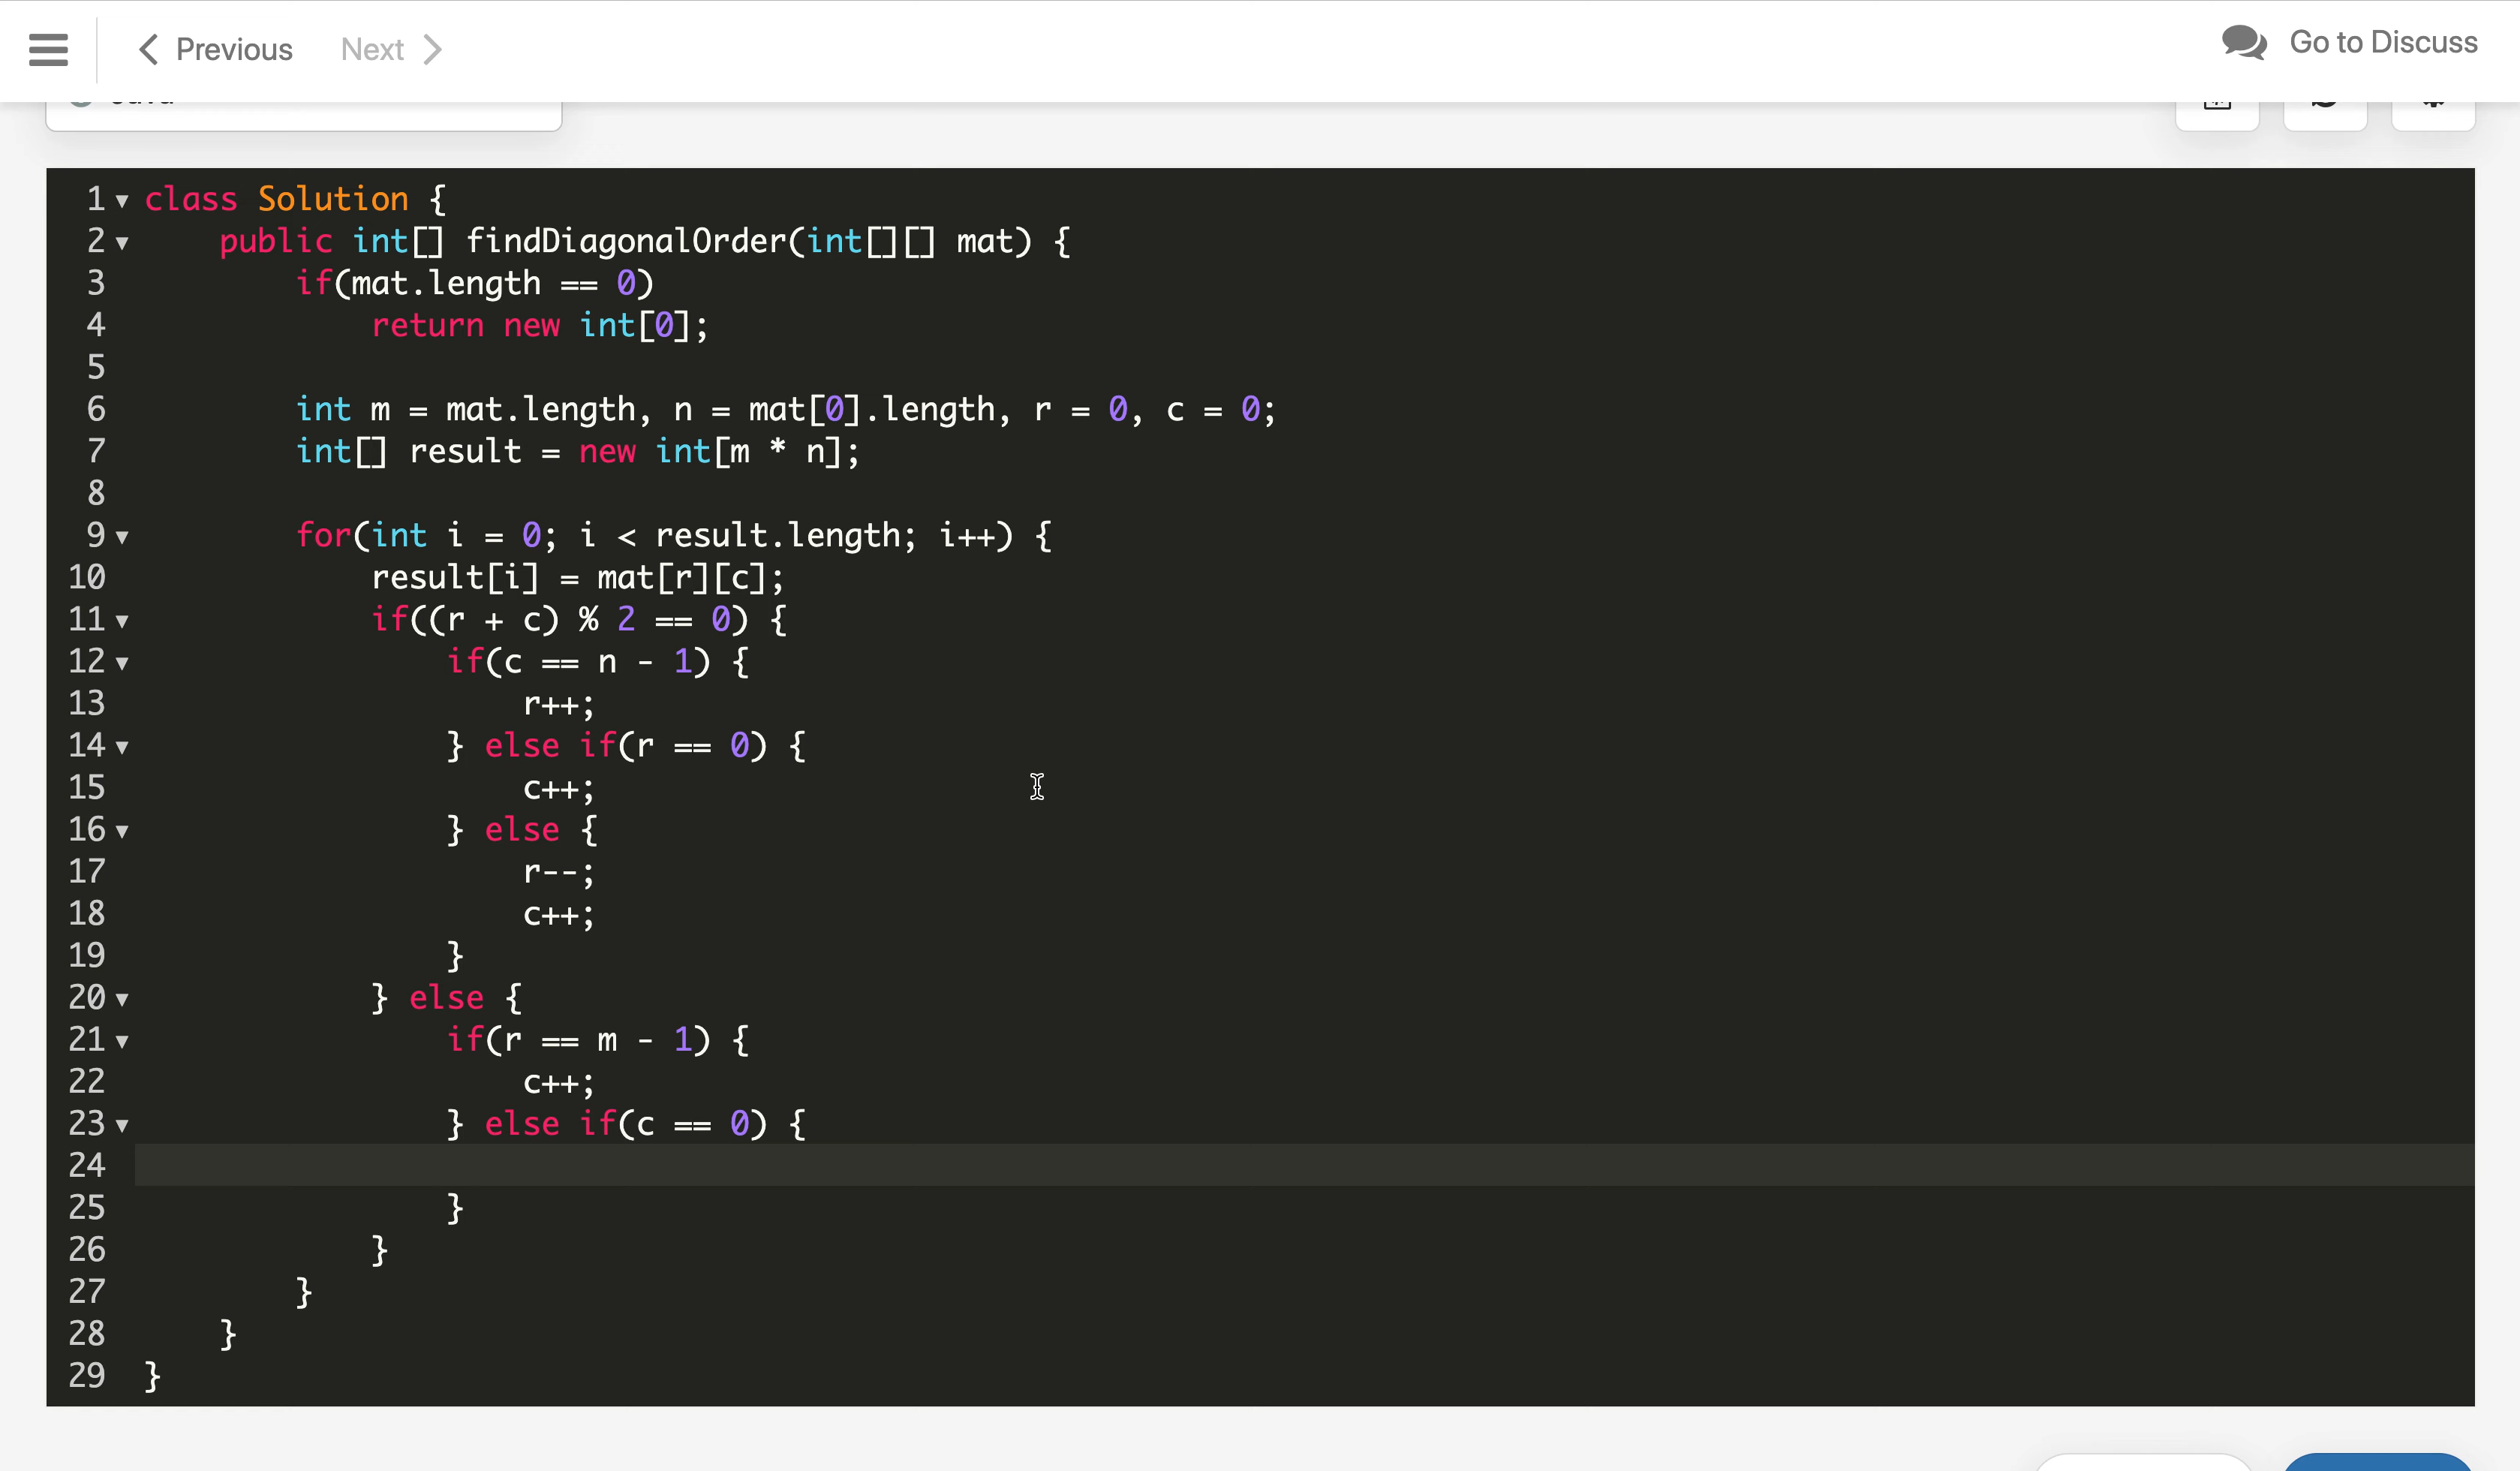 Previous
Next
Go to Discuss
1 class Solution {
2     public int[] findDiagonalOrder(int[][] mat) {
3         if(mat.length == 0)
4             return new int[0];
5
6         int m = mat.length, n = mat[0].length, r = 0, c = 0;
7         int[] result = new int[m * n];
8
9         for(int i = 0; i < result.length; i++) {
10             result[i] = mat[r][c];
11             if((r + c) % 2 == 0) {
12                 if(c == n - 1) {
13                     r++;
14                 } else if(r == 0) {
15                     c++;
16                 } else {
17                     r--;
18                     c++;
19                 }
20             } else {
21                 if(r == m - 1) {
22                     c++;
23                 } else if(c == 0) {
24
25                 }
26             }
27         }
28     }
29 }